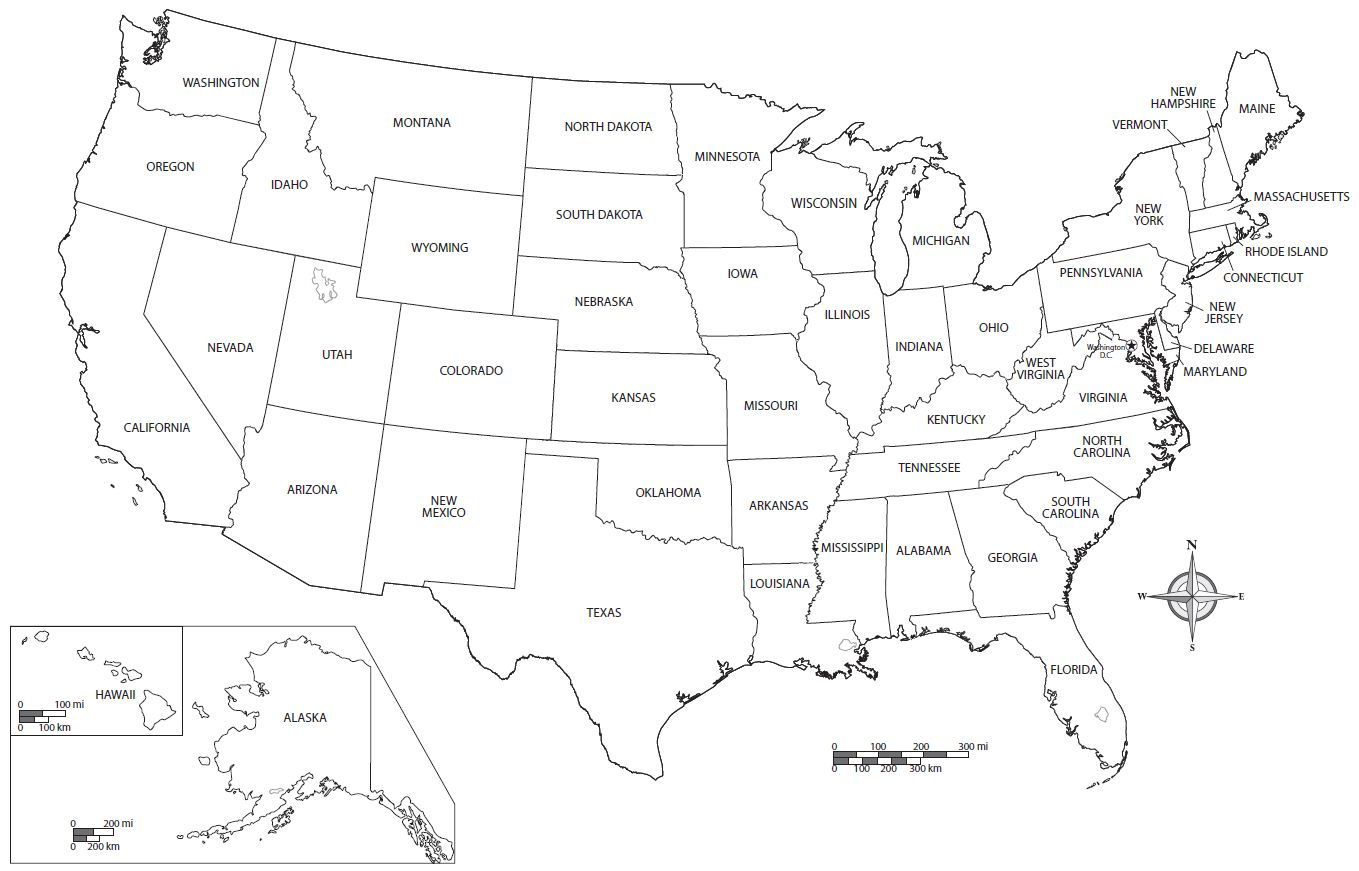 WASHINGTON
MONTANA
NORTH DAKOTA
MINNESOTA
NEW
HAMPSHIRE
VERMONT
MAINE
OREGON
IDAHO
WISCONSIN
MASSACHUSETTS
SOUTH DAKOTA
NEW
YORK
WYOMING
MICHIGAN
RHODE ISLAND
CONNECTICUT
IOWA
PENNSYLVANIA
NEBRASKA
NEW
JERSEY
ILLINOIS
OHIO
INDIANA
NEVADA
UTAH
Washington
D.C.
DELAWARE
MARYLAND
COLORADO
WEST
VIRGINIA
KANSAS
MISSOURI
VIRGINIA
CALIFORNIA
KENTUCKY
NORTH
CAROLINA
TENNESSEE
ARIZONA
NEW
MEXICO
OKLAHOMA
ARKANSAS
SOUTH
CAROLINA
MISSISSIPPI
ALABAMA
GEORGIA
N
W
E
S
LOUISIANA
TEXAS
FLORIDA
HAWAII
0 100 mi
0 100 km
ALASKA
0 200 mi
0 200 km
0 100 200 300 mi
0 100 200 300 km